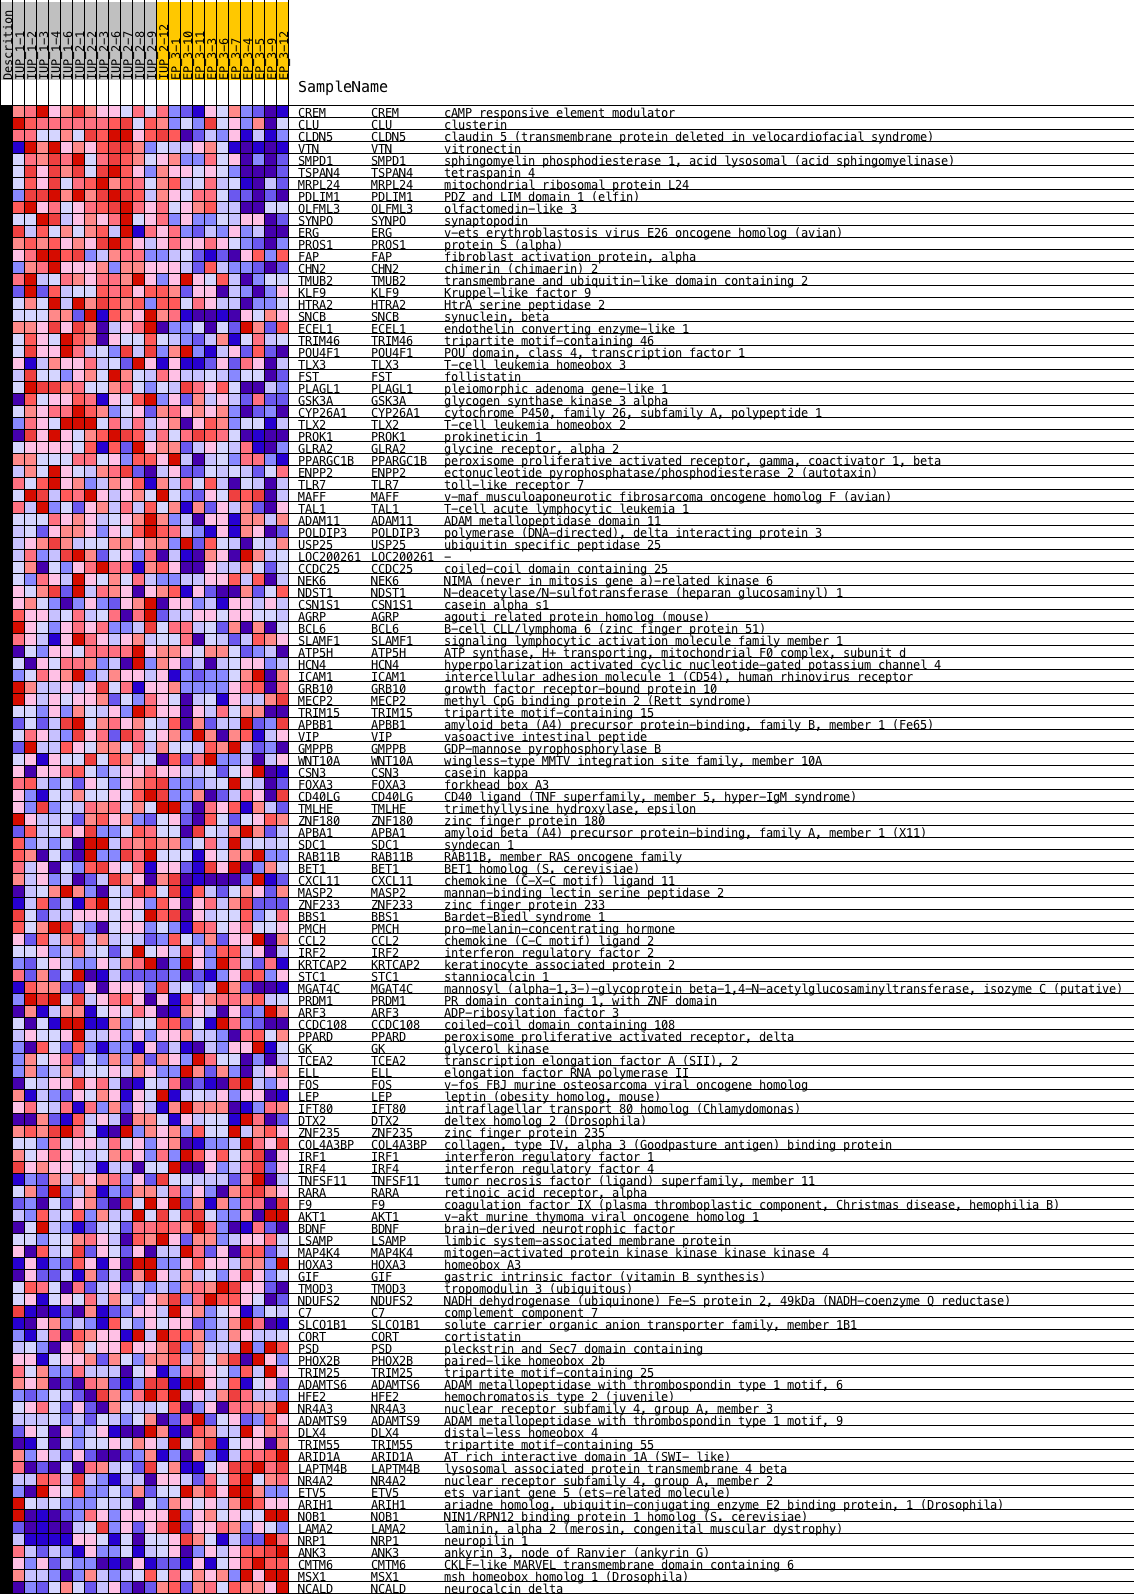 Descrition
IUP_1-1
IUP_1-2
IUP_1-3
IUP_1-4
IUP_1-6
IUP_2-1
IUP_2-2
IUP_2-3
IUP_2-6
IUP_2-7
IUP_2-8
IUP_2-9
IUP_2-12
EP_3-1
EP_3-10
EP_3-11
EP_3-3
EP_3-6
EP_3-7
EP_3-4
EP_3-5
EP_3-9
EP_3-12
SampleName
CREM CREM cAMP responsive element modulator
CLU CLU clusterin
CLDN5 CLDN5 claudin 5 (transmembrane protein deleted in velocardiofacial syndrome)
VTN VTN vitronectin
SMPD1 SMPD1 sphingomyelin phosphodiesterase 1, acid lysosomal (acid sphingomyelinase)
TSPAN4 TSPAN4 tetraspanin 4
MRPL24 MRPL24 mitochondrial ribosomal protein L24
PDLIM1 PDLIM1 PDZ and LIM domain 1 (elfin)
OLFML3 OLFML3 olfactomedin-like 3
SYNPO SYNPO synaptopodin
ERG ERG v-ets erythroblastosis virus E26 oncogene homolog (avian)
PROS1 PROS1 protein S (alpha)
FAP FAP fibroblast activation protein, alpha
CHN2 CHN2 chimerin (chimaerin) 2
TMUB2 TMUB2 transmembrane and ubiquitin-like domain containing 2
KLF9 KLF9 Kruppel-like factor 9
HTRA2 HTRA2 HtrA serine peptidase 2
SNCB SNCB synuclein, beta
ECEL1 ECEL1 endothelin converting enzyme-like 1
TRIM46 TRIM46 tripartite motif-containing 46
POU4F1 POU4F1 POU domain, class 4, transcription factor 1
TLX3 TLX3 T-cell leukemia homeobox 3
FST FST follistatin
PLAGL1 PLAGL1 pleiomorphic adenoma gene-like 1
GSK3A GSK3A glycogen synthase kinase 3 alpha
CYP26A1 CYP26A1 cytochrome P450, family 26, subfamily A, polypeptide 1
TLX2 TLX2 T-cell leukemia homeobox 2
PROK1 PROK1 prokineticin 1
GLRA2 GLRA2 glycine receptor, alpha 2
PPARGC1B PPARGC1B peroxisome proliferative activated receptor, gamma, coactivator 1, beta
ENPP2 ENPP2 ectonucleotide pyrophosphatase/phosphodiesterase 2 (autotaxin)
TLR7 TLR7 toll-like receptor 7
MAFF MAFF v-maf musculoaponeurotic fibrosarcoma oncogene homolog F (avian)
TAL1 TAL1 T-cell acute lymphocytic leukemia 1
ADAM11 ADAM11 ADAM metallopeptidase domain 11
POLDIP3 POLDIP3 polymerase (DNA-directed), delta interacting protein 3
USP25 USP25 ubiquitin specific peptidase 25
LOC200261 LOC200261 -
CCDC25 CCDC25 coiled-coil domain containing 25
NEK6 NEK6 NIMA (never in mitosis gene a)-related kinase 6
NDST1 NDST1 N-deacetylase/N-sulfotransferase (heparan glucosaminyl) 1
CSN1S1 CSN1S1 casein alpha s1
AGRP AGRP agouti related protein homolog (mouse)
BCL6 BCL6 B-cell CLL/lymphoma 6 (zinc finger protein 51)
SLAMF1 SLAMF1 signaling lymphocytic activation molecule family member 1
ATP5H ATP5H ATP synthase, H+ transporting, mitochondrial F0 complex, subunit d
HCN4 HCN4 hyperpolarization activated cyclic nucleotide-gated potassium channel 4
ICAM1 ICAM1 intercellular adhesion molecule 1 (CD54), human rhinovirus receptor
GRB10 GRB10 growth factor receptor-bound protein 10
MECP2 MECP2 methyl CpG binding protein 2 (Rett syndrome)
TRIM15 TRIM15 tripartite motif-containing 15
APBB1 APBB1 amyloid beta (A4) precursor protein-binding, family B, member 1 (Fe65)
VIP VIP vasoactive intestinal peptide
GMPPB GMPPB GDP-mannose pyrophosphorylase B
WNT10A WNT10A wingless-type MMTV integration site family, member 10A
CSN3 CSN3 casein kappa
FOXA3 FOXA3 forkhead box A3
CD40LG CD40LG CD40 ligand (TNF superfamily, member 5, hyper-IgM syndrome)
TMLHE TMLHE trimethyllysine hydroxylase, epsilon
ZNF180 ZNF180 zinc finger protein 180
APBA1 APBA1 amyloid beta (A4) precursor protein-binding, family A, member 1 (X11)
SDC1 SDC1 syndecan 1
RAB11B RAB11B RAB11B, member RAS oncogene family
BET1 BET1 BET1 homolog (S. cerevisiae)
CXCL11 CXCL11 chemokine (C-X-C motif) ligand 11
MASP2 MASP2 mannan-binding lectin serine peptidase 2
ZNF233 ZNF233 zinc finger protein 233
BBS1 BBS1 Bardet-Biedl syndrome 1
PMCH PMCH pro-melanin-concentrating hormone
CCL2 CCL2 chemokine (C-C motif) ligand 2
IRF2 IRF2 interferon regulatory factor 2
KRTCAP2 KRTCAP2 keratinocyte associated protein 2
STC1 STC1 stanniocalcin 1
MGAT4C MGAT4C mannosyl (alpha-1,3-)-glycoprotein beta-1,4-N-acetylglucosaminyltransferase, isozyme C (putative)
PRDM1 PRDM1 PR domain containing 1, with ZNF domain
ARF3 ARF3 ADP-ribosylation factor 3
CCDC108 CCDC108 coiled-coil domain containing 108
PPARD PPARD peroxisome proliferative activated receptor, delta
GK GK glycerol kinase
TCEA2 TCEA2 transcription elongation factor A (SII), 2
ELL ELL elongation factor RNA polymerase II
FOS FOS v-fos FBJ murine osteosarcoma viral oncogene homolog
LEP LEP leptin (obesity homolog, mouse)
IFT80 IFT80 intraflagellar transport 80 homolog (Chlamydomonas)
DTX2 DTX2 deltex homolog 2 (Drosophila)
ZNF235 ZNF235 zinc finger protein 235
COL4A3BP COL4A3BP collagen, type IV, alpha 3 (Goodpasture antigen) binding protein
IRF1 IRF1 interferon regulatory factor 1
IRF4 IRF4 interferon regulatory factor 4
TNFSF11 TNFSF11 tumor necrosis factor (ligand) superfamily, member 11
RARA RARA retinoic acid receptor, alpha
F9 F9 coagulation factor IX (plasma thromboplastic component, Christmas disease, hemophilia B)
AKT1 AKT1 v-akt murine thymoma viral oncogene homolog 1
BDNF BDNF brain-derived neurotrophic factor
LSAMP LSAMP limbic system-associated membrane protein
MAP4K4 MAP4K4 mitogen-activated protein kinase kinase kinase kinase 4
HOXA3 HOXA3 homeobox A3
GIF GIF gastric intrinsic factor (vitamin B synthesis)
TMOD3 TMOD3 tropomodulin 3 (ubiquitous)
NDUFS2 NDUFS2 NADH dehydrogenase (ubiquinone) Fe-S protein 2, 49kDa (NADH-coenzyme Q reductase)
C7 C7 complement component 7
SLCO1B1 SLCO1B1 solute carrier organic anion transporter family, member 1B1
CORT CORT cortistatin
PSD PSD pleckstrin and Sec7 domain containing
PHOX2B PHOX2B paired-like homeobox 2b
TRIM25 TRIM25 tripartite motif-containing 25
ADAMTS6 ADAMTS6 ADAM metallopeptidase with thrombospondin type 1 motif, 6
HFE2 HFE2 hemochromatosis type 2 (juvenile)
NR4A3 NR4A3 nuclear receptor subfamily 4, group A, member 3
ADAMTS9 ADAMTS9 ADAM metallopeptidase with thrombospondin type 1 motif, 9
DLX4 DLX4 distal-less homeobox 4
TRIM55 TRIM55 tripartite motif-containing 55
ARID1A ARID1A AT rich interactive domain 1A (SWI- like)
LAPTM4B LAPTM4B lysosomal associated protein transmembrane 4 beta
NR4A2 NR4A2 nuclear receptor subfamily 4, group A, member 2
ETV5 ETV5 ets variant gene 5 (ets-related molecule)
ARIH1 ARIH1 ariadne homolog, ubiquitin-conjugating enzyme E2 binding protein, 1 (Drosophila)
NOB1 NOB1 NIN1/RPN12 binding protein 1 homolog (S. cerevisiae)
LAMA2 LAMA2 laminin, alpha 2 (merosin, congenital muscular dystrophy)
NRP1 NRP1 neuropilin 1
ANK3 ANK3 ankyrin 3, node of Ranvier (ankyrin G)
CMTM6 CMTM6 CKLF-like MARVEL transmembrane domain containing 6
MSX1 MSX1 msh homeobox homolog 1 (Drosophila)
NCALD NCALD neurocalcin delta